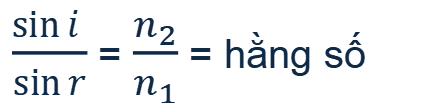 sin i / sin r = n₂ / n₁ = hằng số